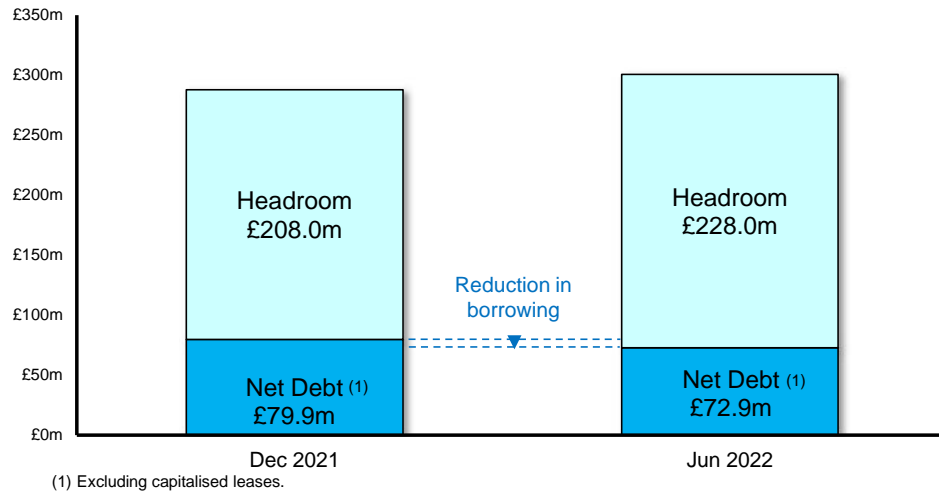 £350m
£300m
£250m
£200m
£150m
£100m
£50m
£0m
Headroom
£208.0m
Net Debt (1)
£79.9m
Reduction in
borrowing
Headroom
£228.0m
Net Debt (1)
£72.9m
Dec 2021
Jun 2022
(1) Excluding capitalised leases.